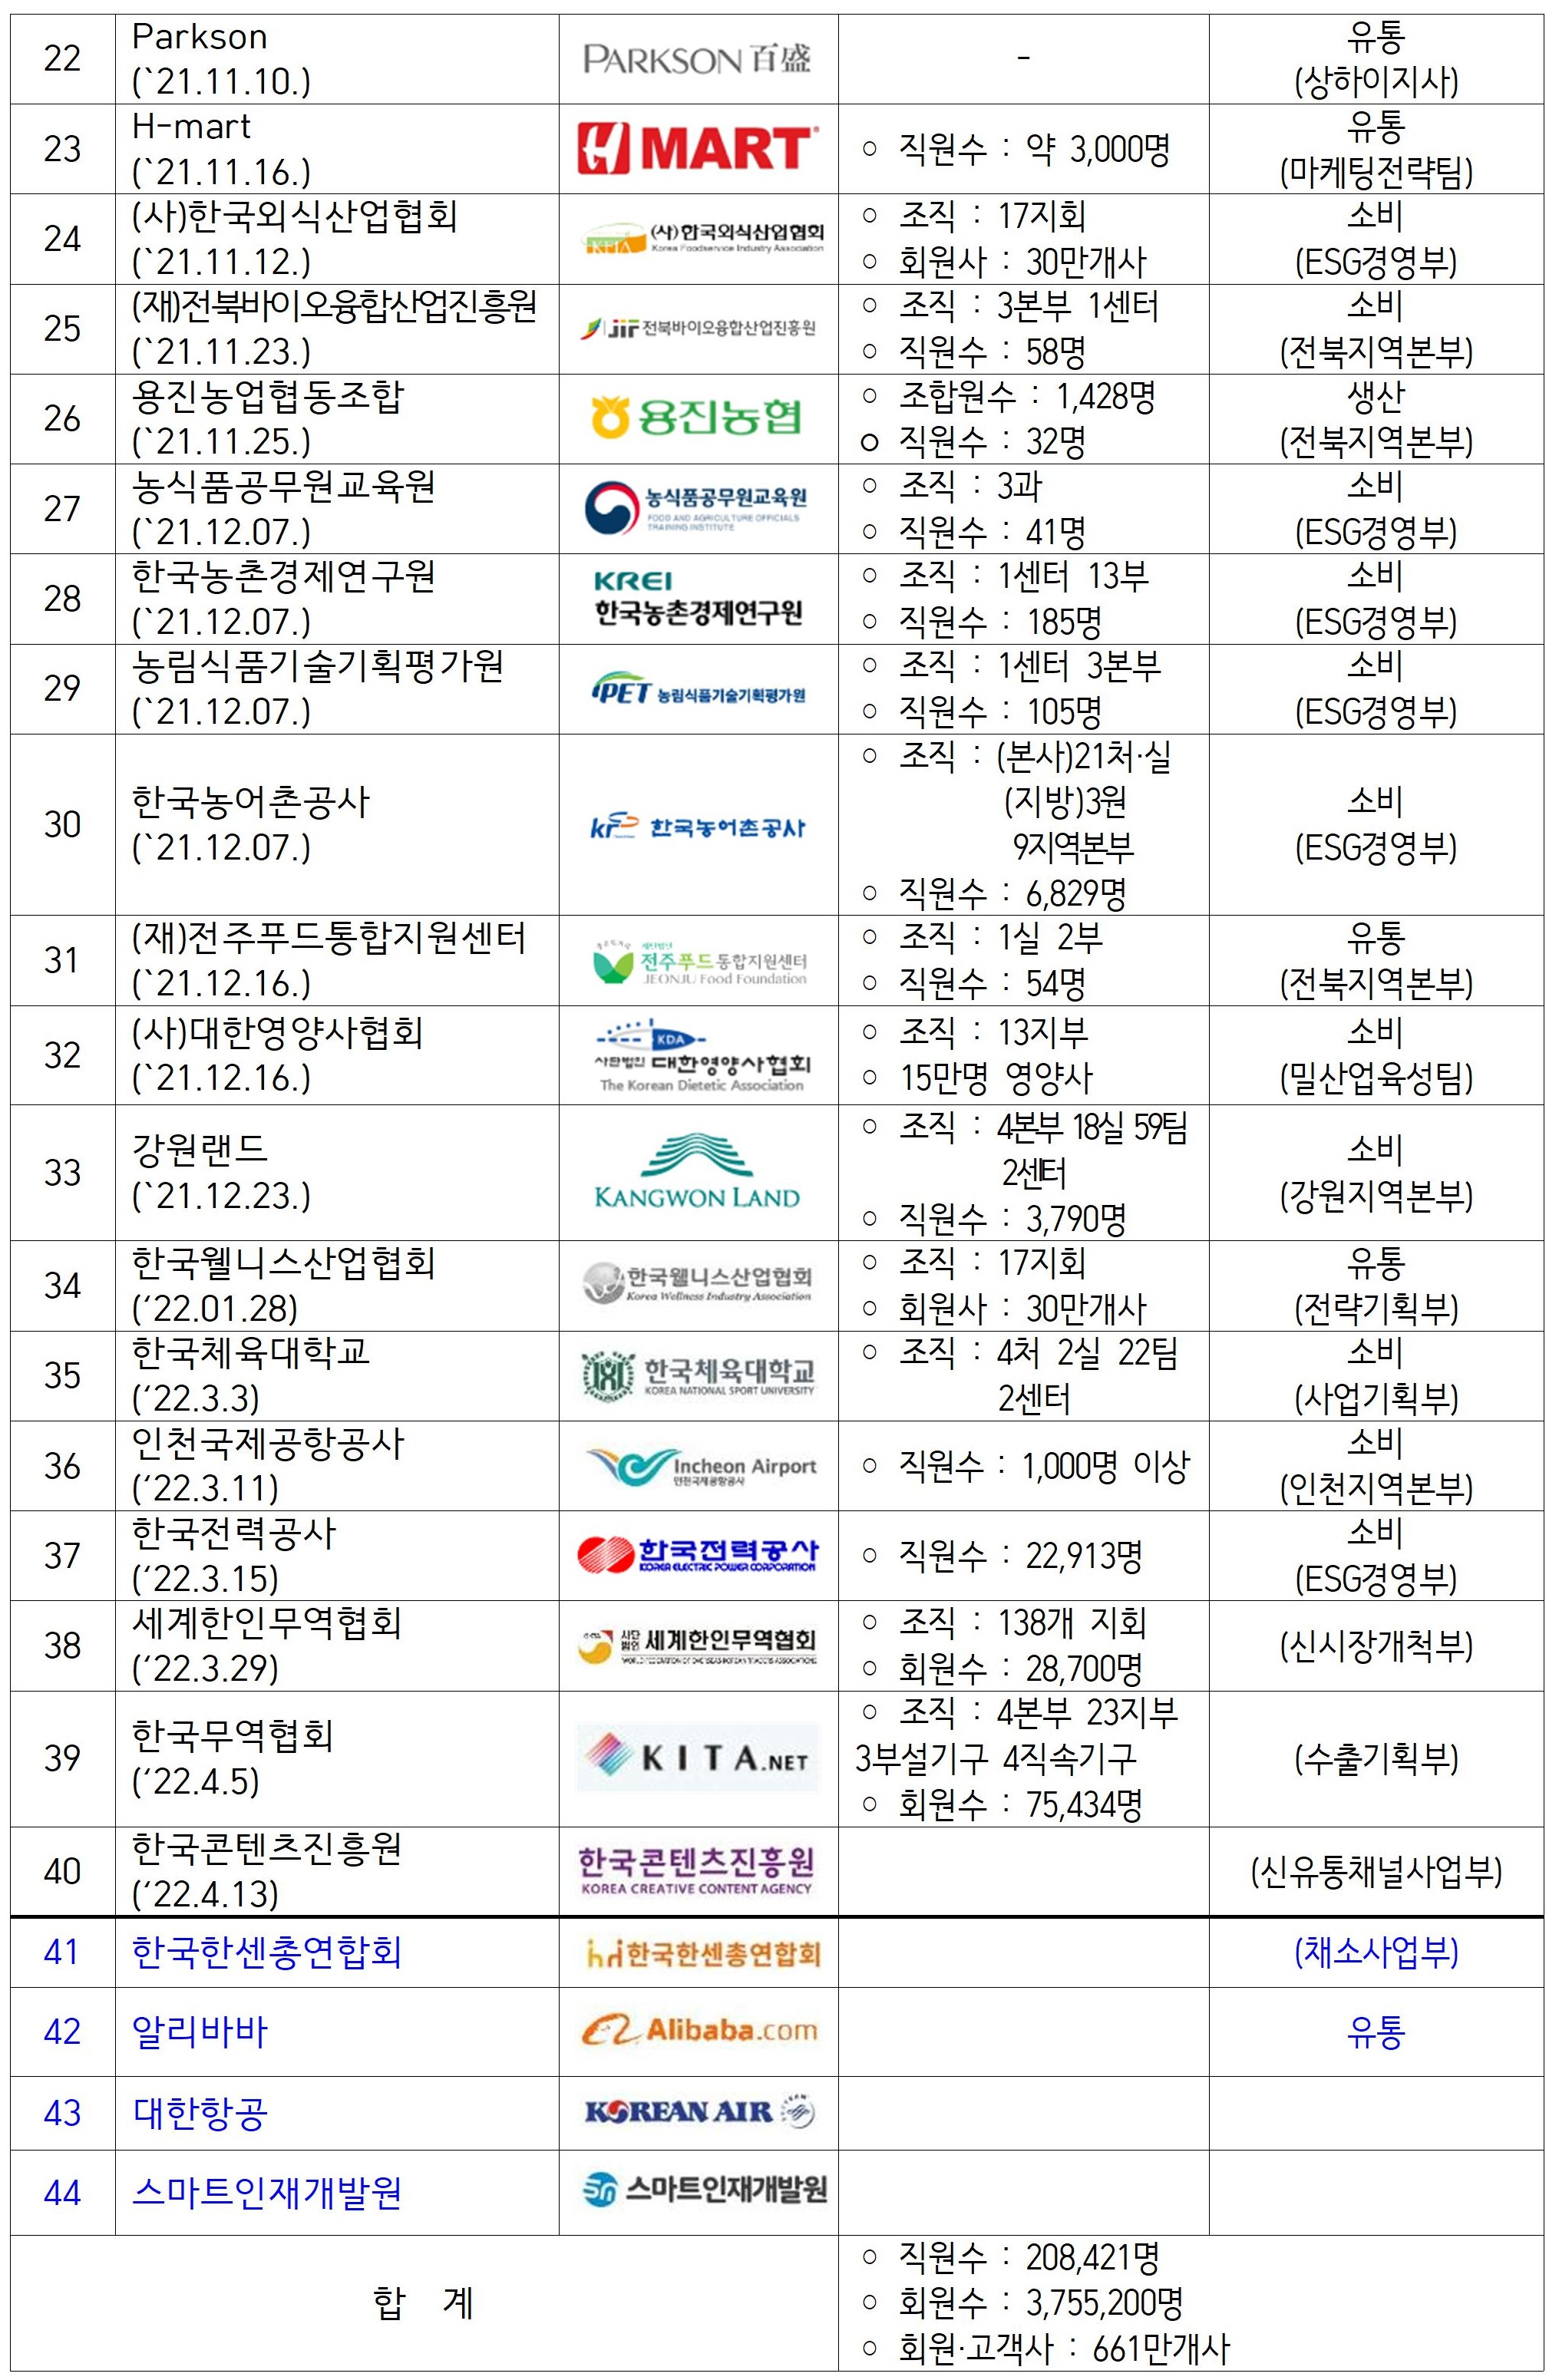 22
Parkson
(`21.11.10.)
PARKSON 百盛
-
유통
(상하이지사)
23
H-mart
(`21.11.16.)
H MART
○ 직원수 : 약 3,000명
유통
(마케팅전략팀)
24
(사)한국외식산업협회
(`21.11.12.)
(사)한국외식산업협회
Korea Foodservice Industry Association
○ 조직 : 17지회
○ 회원사 : 30만개사
소비
(ESG경영부)
25
(재)전북바이오융합산업진흥원
(`21.11.23.)
JIF 전북바이오융합산업진흥원
○ 조직 : 3본부 1센터
○ 직원수 : 58명
소비
(전북지역본부)
26
용진농업협동조합
(`21.11.25.)
용진농협
○ 조합원수 : 1,428명
○ 직원수 : 32명
생산
(전북지역본부)
27
농식품공무원교육원
(`21.12.07.)
농식품공무원교육원
FOOD AND AGRICULTURE OFFICIALS
TRAINING INSTITUTE
○ 조직 : 3과
○ 직원수 : 41명
소비
(ESG경영부)
28
한국농촌경제연구원
(`21.12.07.)
KREI
한국농촌경제연구원
○ 조직 : 1센터 13부
○ 직원수 : 185명
소비
(ESG경영부)
29
농림식품기술기획평가원
(`21.12.07.)
iPET 농림식품기술기획평가원
○ 조직 : 1센터 3본부
○ 직원수 : 105명
소비
(ESG경영부)
30
한국농어촌공사
(`21.12.07.)
한국농어촌공사
○ 조직 : (본사)21처·실
(지방)3원
9지역본부
○ 직원수 : 6,829명
소비
(ESG경영부)
31
(재)전주푸드통합지원센터
(`21.12.16.)
재단법인
전주푸드통합지원센터
JEONJU Food Foundation
○ 조직 : 1실 2부
○ 직원수 : 54명
유통
(전북지역본부)
32
(사)대한영양사협회
(`21.12.16.)
KDA
사단법인 대한영양사협회
The Korean Dietetic Association
○ 조직 : 13지부
○ 15만명 영양사
소비
(밀산업육성팀)
33
강원랜드
(`21.12.23.)
KANGWON LAND
○ 조직 : 4본부 18실 59팀
2센터
○ 직원수 : 3,790명
소비
(강원지역본부)
34
한국웰니스산업협회
(‘22.01.28)
한국웰니스산업협회
Korea Wellness Industry Association
○ 조직 : 17지회
○ 회원사 : 30만개사
유통
(전략기획부)
35
한국체육대학교
(‘22.3.3)
한국체육대학교
KOREA NATIONAL SPORT UNIVERSITY
○ 조직 : 4처 2실 22팀
2센터
소비
(사업기획부)
36
인천국제공항공사
(‘22.3.11)
Incheon Airport
인천국제공항공사
○ 직원수 : 1,000명 이상
소비
(인천지역본부)
37
한국전력공사
(‘22.3.15)
한국전력공사
KOREA ELECTRIC POWER CORPORATION
○ 직원수 : 22,913명
소비
(ESG경영부)
38
세계한인무역협회
(‘22.3.29)
사단법인 세계한인무역협회
WORLD FEDERATION OF OVERSEAS KOREAN TRADERS ASSOCIATIONS
○ 조직 : 138개 지회
○ 회원수 : 28,700명
(신시장개척부)
39
한국무역협회
(‘22.4.5)
KITA.NET
○ 조직 : 4본부 23지부
3부설기구 4직속기구
○ 회원수 : 75,434명
(수출기획부)
40
한국콘텐츠진흥원
(‘22.4.13)
한국콘텐츠진흥원
KOREA CREATIVE CONTENT AGENCY
(신유통채널사업부)
41
한국한센총연합회
한국한센총연합회
(채소사업부)
42
알리바바
Alibaba.com
유통
43
대한항공
KOREAN AIR
44
스마트인재개발원
스마트인재개발원
합 계
○ 직원수 : 208,421명
○ 회원수 : 3,755,200명
○ 회원·고객사 : 661만개사